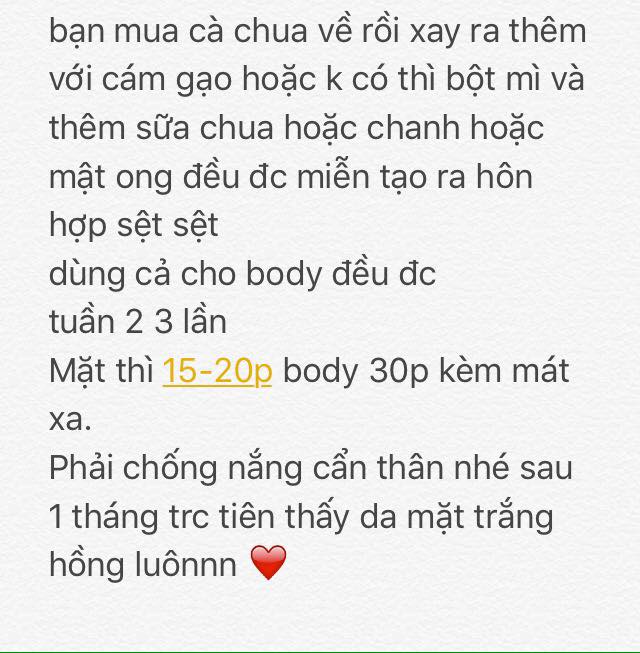 bạn mua cà chua về rồi xay ra thêm
với cám gạo hoặc k có thì bột mì và
thêm sữa chua hoặc chanh hoặc
mật ong đều đc miễn tạo ra hôn
hợp sệt sệt
dùng cả cho body đều đc
tuần 2 3 lần
Mặt thì 15-20p body 30p kèm mát
xa.
Phải chống nắng cẩn thân nhé sau
1 tháng trc tiên thấy da mặt trắng
hồng luônnn ❤️